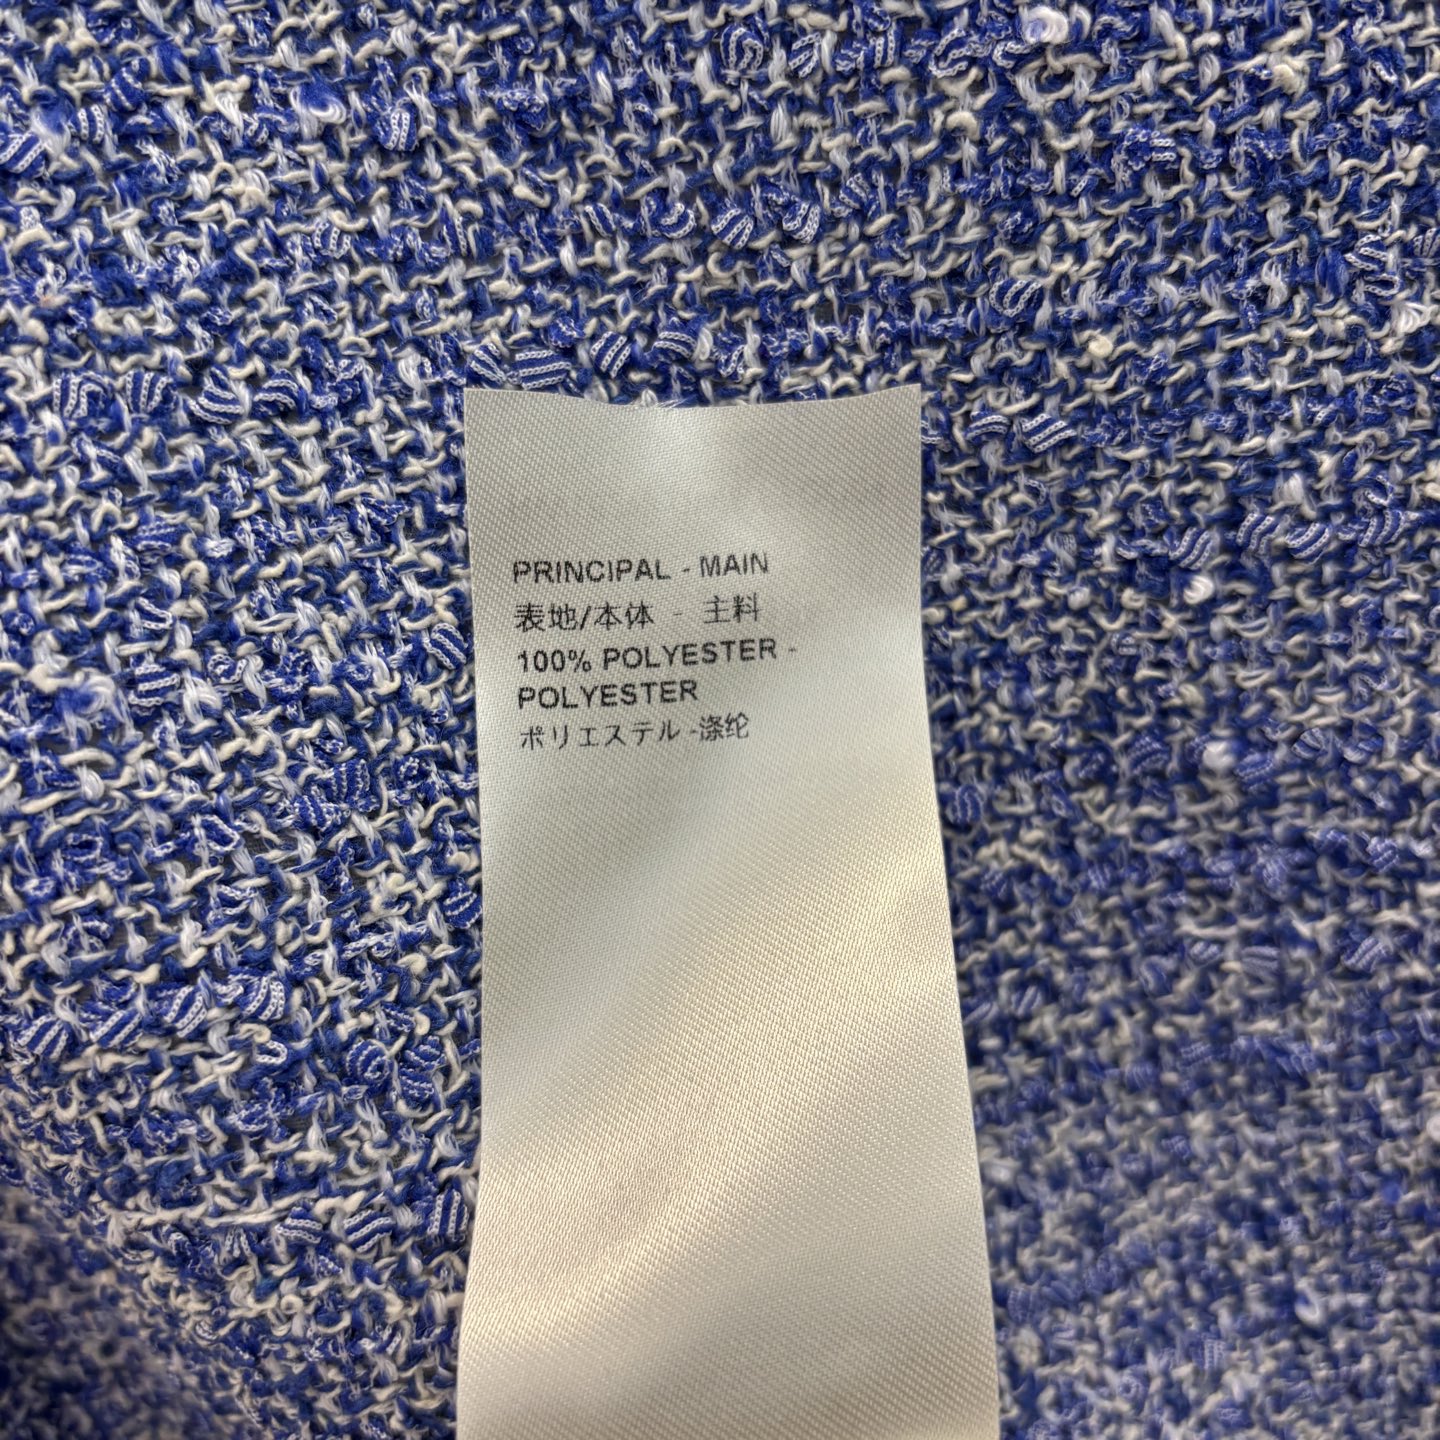 PRINCIPAL - MAIN
表地/本体 - 主料
100% POLYESTER -
POLYESTER
ポリエステル -涤纶